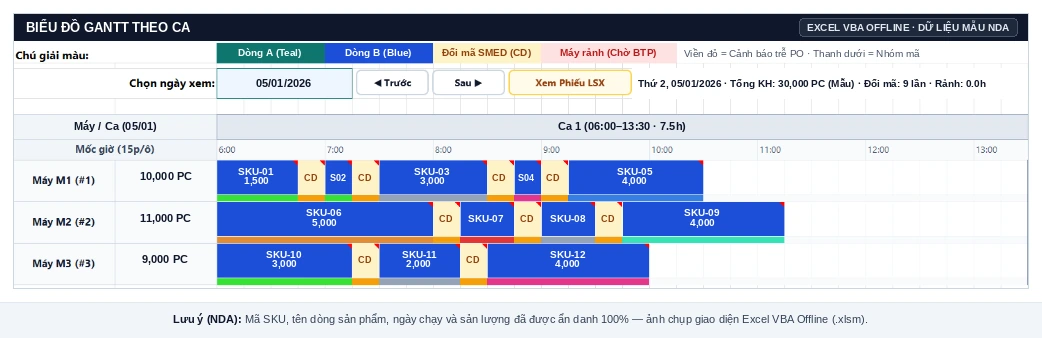 BIỂU ĐỒ GANTT THEO CA
EXCEL VBA OFFLINE · DỮ LIỆU MẪU NDA
Chú giải màu: Dòng A (Teal) Dòng B (Blue) Đổi mã SMED (CD) Máy rảnh (Chờ BTP) Viền đỏ = Cảnh báo trễ PO · Thanh dưới = Nhóm mã
Chọn ngày xem: 05/01/2026 ◀ Trước Sau ▶ Xem Phiếu LSX Thứ 2, 05/01/2026 · Tổng KH: 30,000 PC (Mẫu) · Đổi mã: 9 lần · Rảnh: 0.0h
Máy / Ca (05/01) Ca 1 (06:00–13:30 · 7.5h)
Mốc giờ (15p/ô) 6:00 7:00 8:00 9:00 10:00 11:00 12:00 13:00
Máy M1 (#1) 10,000 PC SKU-01 CD S02 CD SKU-03 CD S04 CD SKU-05
1,500 3,000 4,000
Máy M2 (#2) 11,000 PC SKU-06 CD SKU-07 CD SKU-08 CD SKU-09
5,000 4,000
Máy M3 (#3) 9,000 PC SKU-10 CD SKU-11 CD SKU-12
3,000 2,000 4,000
Lưu ý (NDA): Mã SKU, tên dòng sản phẩm, ngày chạy và sản lượng đã được ẩn danh 100% — ảnh chụp giao diện Excel VBA Offline (.xlsm).